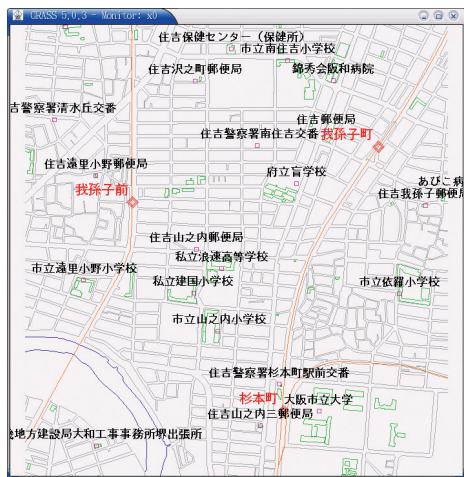 GRASS 5.0.3 - Monitor: x0
住吉保健センター（保健所）
市立南住吉小学校
住吉沢之町郵便局
錦秀会阪和病院
吉警察署清水丘交番
住吉郵便局
住吉警察署南住吉交番
我孫子町
住吉遠里小野郵便局
府立盲学校
あびこ病
我孫子前
住吉我孫子郵便局
住吉山之内郵便局
私立浪速高等学校
市立遠里小野小学校
私立建国小学校
市立依羅小学校
市立山之内小学校
住吉警察署杉本町駅前交番
杉本町
大阪市立大学
住吉山之内三郵便局
幾地方建設局大和工事事務所堺出張所